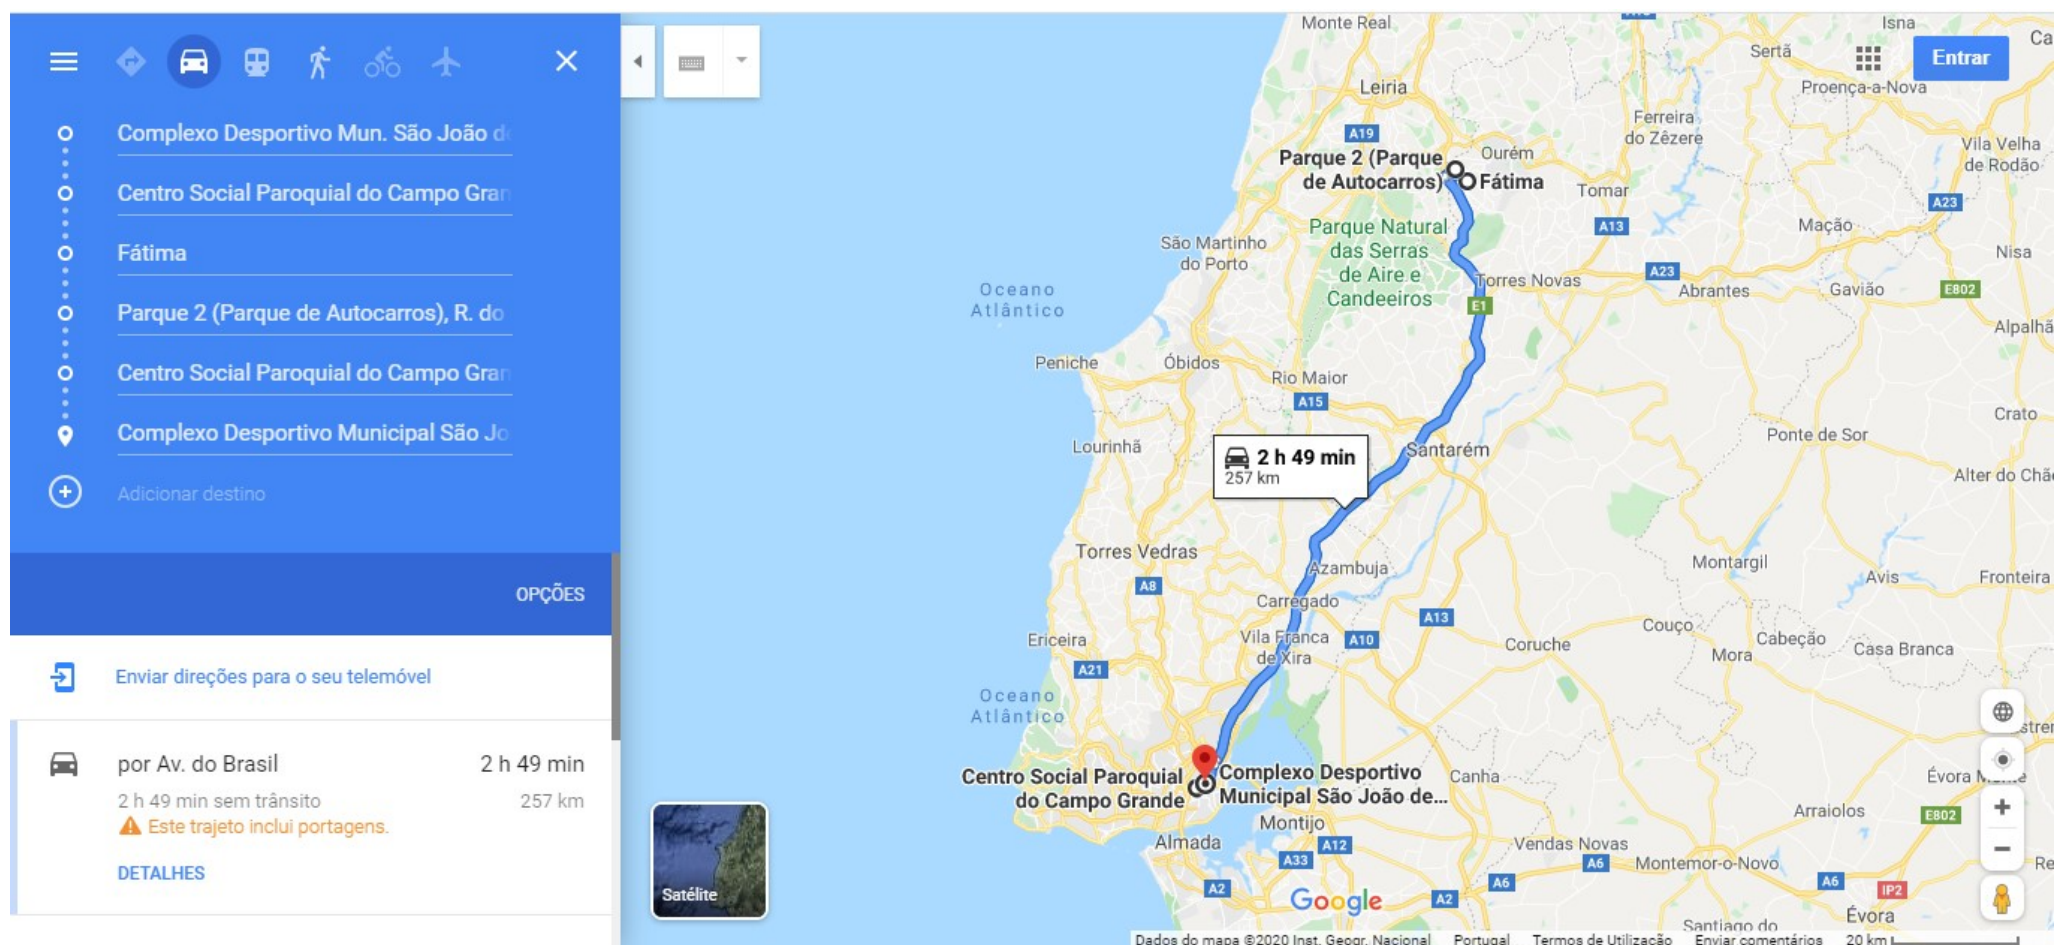 Complexo Desportivo Mun. São João d
Centro Social Paroquial do Campo Gran
Fátima
Parque 2 (Parque de Autocarros), R. do
Centro Social Paroquial do Campo Gran
Complexo Desportivo Municipal São Jo
Adicionar destino
OPÇÕES
Enviar direções para o seu telemóvel
por Av. do Brasil
2 h 49 min
2 h 49 min sem trânsito
257 km
Este trajeto inclui portagens.
DETALHES
Entrar
Monte Real
Isna
Ca
Sertã
Proença-a-Nova
Leiria
Ferreira
do Zêzere
A19
Vila Velha
de Rodão
Parque 2 (Parque
de Autocarros)
Ourém
Fátima
Tomar
A23
A13
Mação
Parque Natural
das Serras
de Aire e
Candeeiros
São Martinho
do Porto
Nisa
A23
Torres Novas
Abrantes
Gavião
E802
Oceano
Atlântico
E1
Alpalhã
Peniche
Óbidos
Rio Maior
A15
Crato
Ponte de Sor
Lourinhã
Santarém
2 h 49 min
257 km
Alter do Chã
Torres Vedras
Azambuja
Montargil
Avis
Fronteira
A8
Carregado
A13
Couço
Ericeira
Vila Franca
de Xira
A10
Coruche
Cabeção
Mora
Casa Branca
A21
Oceano
Atlântico
stre
Centro Social Paroquial
do Campo Grande
Complexo Desportivo
Municipal São João de...
Canha
Évora
Arraiolos
E802
Almada
Montijo
A12
A33
Vendas Novas
A6
Montemor-o-Novo
Re
A2
A2
A6
A6
IP2
Évora
Santiago do
Satélite
Google
Dados do mapa ©2020 Inst. Geogr. Nacional
Portugal
Termos de Utilização
Enviar comentários
20 km